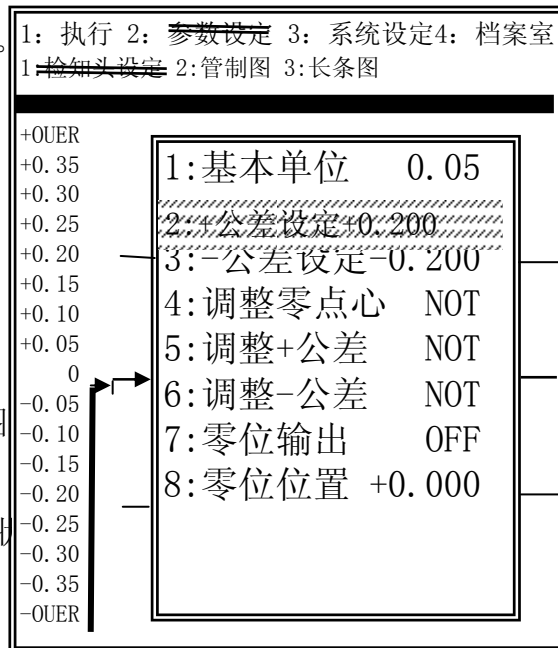 1: 执行 2: 参数设定 3: 系统设定4: 档案室
1 检知头设定 2:管制图 3:长条图
+OUER
+0.35
+0.30
+0.25
+0.20
+0.15
+0.10
+0.05
0
-0.05
-0.10
-0.15
-0.20
-0.25
-0.30
-0.35
-OUER
1:基本单位 0.05
2:+公差设定+0.200
3:-公差设定-0.200
4:调整零点心 NOT
5:调整+公差 NOT
6:调整-公差 NOT
7:零位输出 OFF
8:零位位置 +0.000